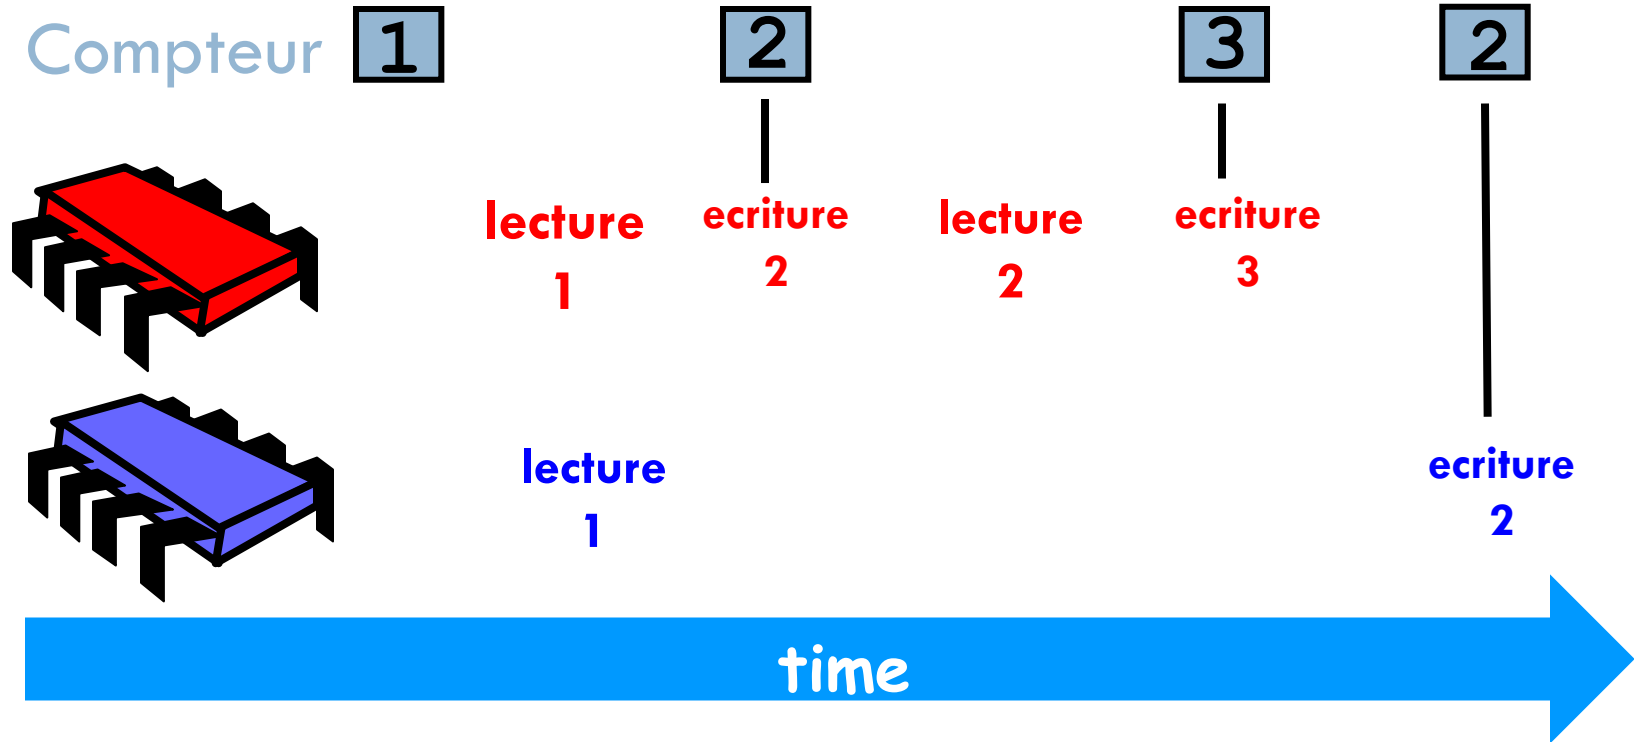 Compteur 1 2 3 2
lecture ecriture lecture ecriture
1 2 2 3
lecture ecriture
1 2
time